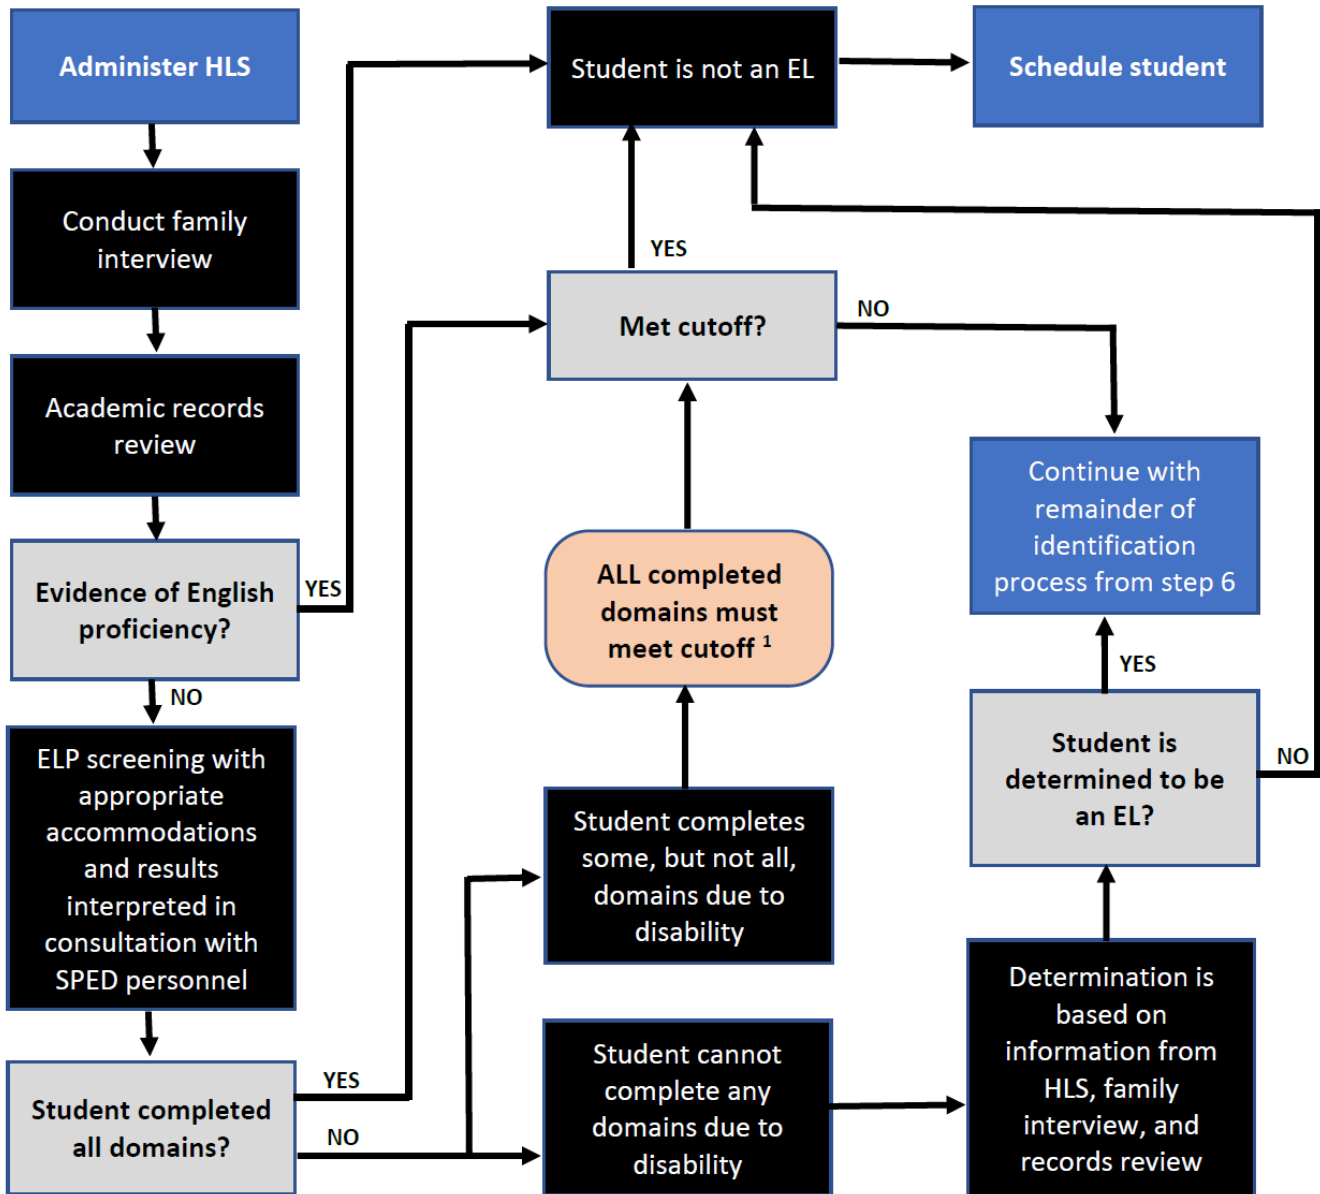 Administer HLS
Conduct family
interview
Academic records
review
Evidence of English
proficiency?
YES
NO
ELP screening with
appropriate
accommodations
and results
interpreted in
consultation with
SPED personnel
Student completed
all domains?
YES
NO
Student is not an EL
YES
Met cutoff?
NO
ALL completed
domains must
meet cutoff 1
Student completes
some, but not all,
domains due to
disability
Student cannot
complete any
domains due to
disability
Schedule student
Continue with
remainder of
identification
process from step 6
YES
Student is
determined to be
an EL?
NO
Determination is
based on
information from
HLS, family
interview, and
records review